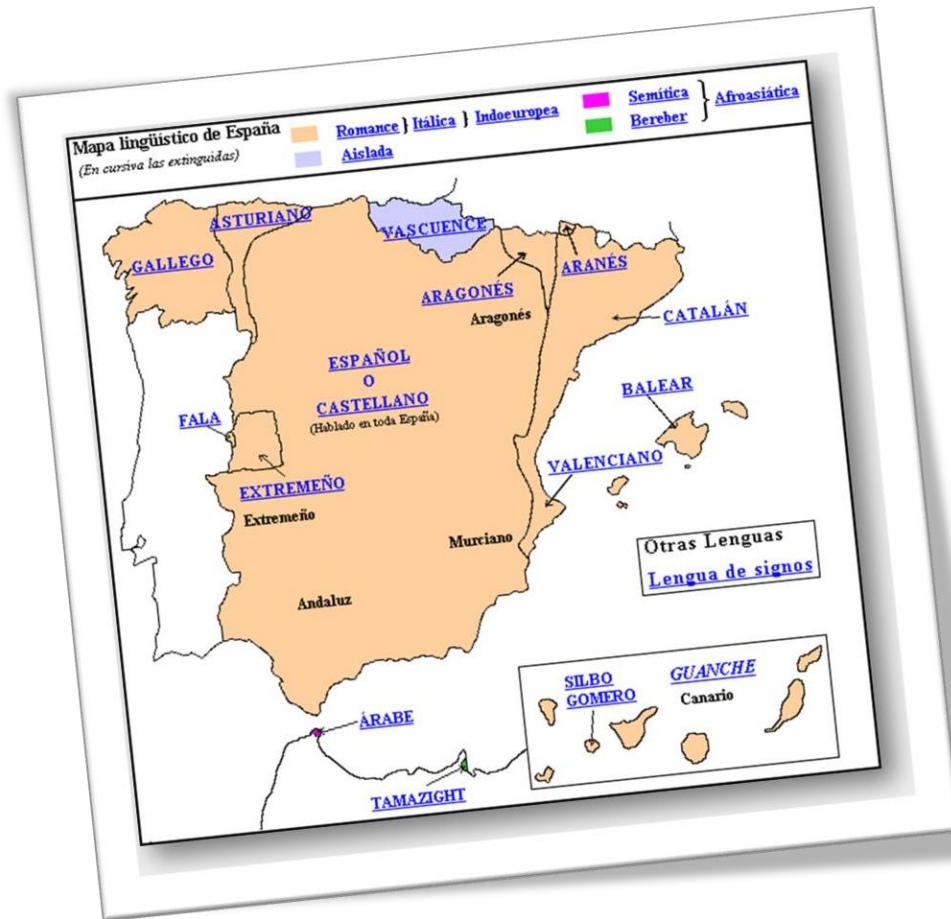 Mapa lingüístico de España
(En cursiva las extinguidas)
Romance } Itálica } Indoeuropea
Aislada
Semítica
Bereber
} Afroasiática
GALLEGO
ASTURIANO
VASCUENCE
ARAGONÉS
Aragonés
ARANÉS
CATALÁN
ESPAÑOL
O
CASTELLANO
(Hablado en toda España)
BALEAR
FALA
VALENCIANO
EXTREMEÑO
Extremeño
Murciano
Andaluz
Otras Lenguas
Lengua de signos
SILBO
GOMERO
GUANCHE
Canario
ÁRABE
TAMAZIGHT